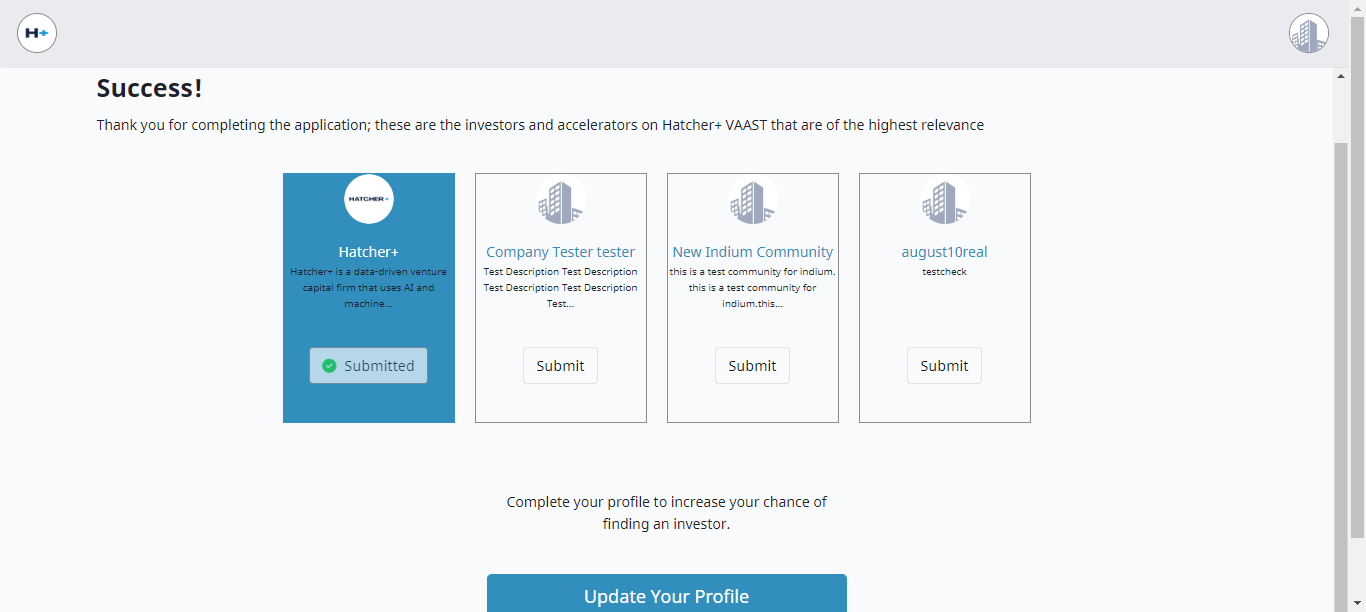 H+
Success!
Thank you for completing the application; these are the investors and accelerators on Hatcher+ VAAST that are of the highest relevance
HATCHER+
Hatcher+
Hatcher+ is a data-driven venture
capital firm that uses AI and
machine...
Submitted
Company Tester tester
Test Description Test Description
Test Description Test Description
Test...
Submit
New Indium Community
this is a test community for indium.
this is a test community for
indium.this...
Submit
august10real
testcheck
Submit
Complete your profile to increase your chance of
finding an investor.
Update Your Profile